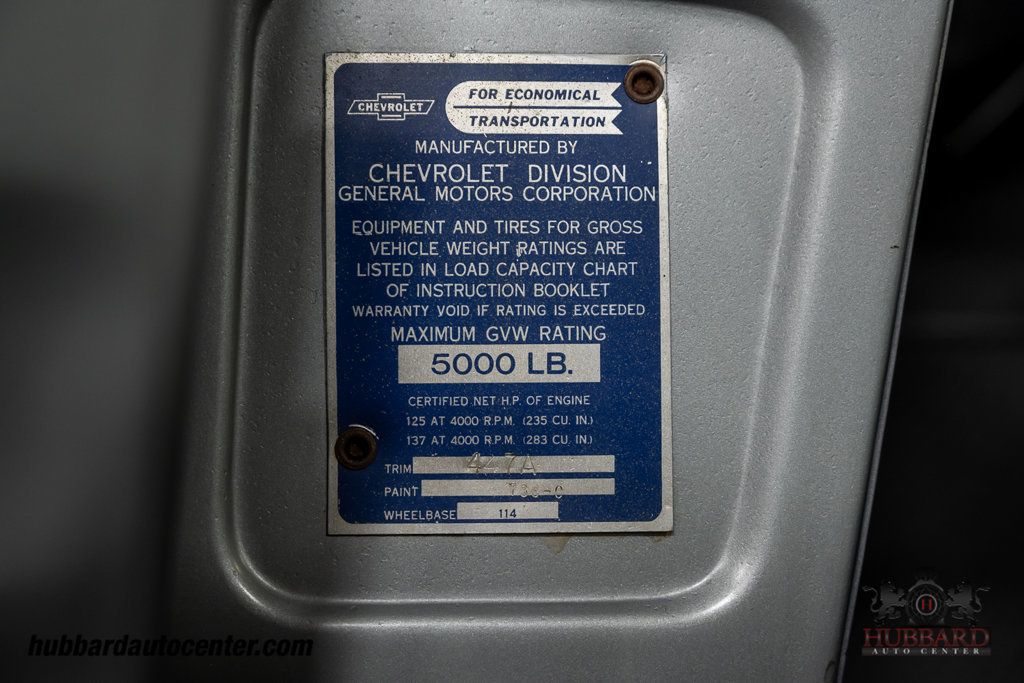 CHEVROLET
FOR ECONOMICAL
TRANSPORTATION
MANUFACTURED BY
CHEVROLET DIVISION
GENERAL MOTORS CORPORATION
EQUIPMENT AND TIRES FOR GROSS
VEHICLE WEIGHT RATINGS ARE
LISTED IN LOAD CAPACITY CHART
OF INSTRUCTION BOOKLET
WARRANTY VOID IF RATING IS EXCEEDED
MAXIMUM GVW RATING
5000 LB.
CERTIFIED NET H.P. OF ENGINE
125 AT 4000 R.P.M. (235 CU. IN.)
137 AT 4000 R.P.M. (283 CU. IN.)
TRIM 447A
PAINT
WHEELBASE 114
hubbardautocenter.com
H
HUBBARD
AUTO CENTER